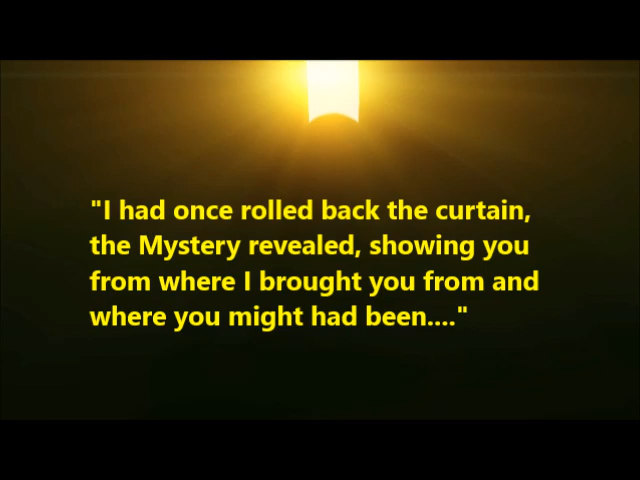 "I had once rolled back the curtain,
the Mystery revealed, showing you
from where I brought you from and
where you might had been...."